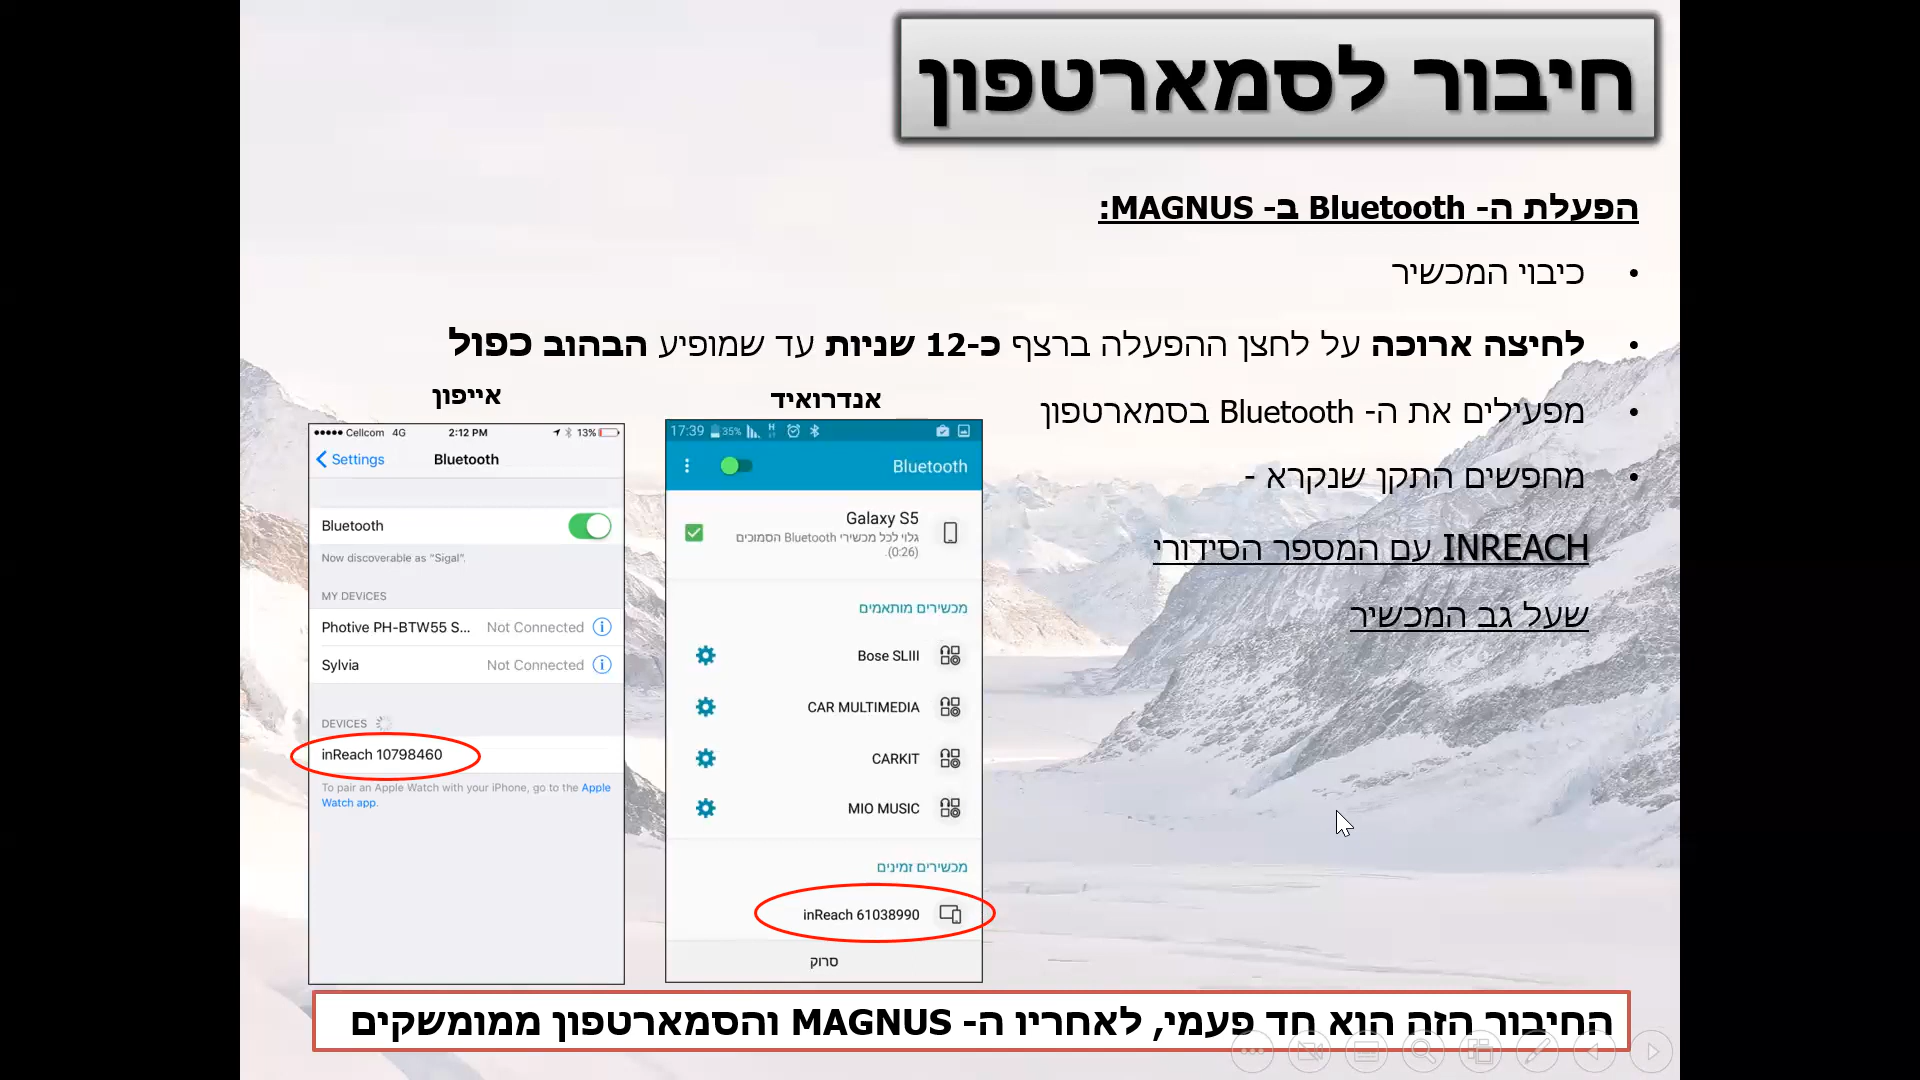 חיבור לסמארטפון
הפעלת ה- Bluetooth ב- MAGNUS:
• כיבוי המכשיר
• לחיצה ארוכה על לחצן ההפעלה ברצף כ-12 שניות עד שמופיע הבהוב כפול
• מפעילים את ה- Bluetooth בסמארטפון
• מחפשים התקן שנקרא -
INREACH עם המספר הסידורי
שעל גב המכשיר
אנדרואיד
17:39 35%
Bluetooth
Galaxy S5
גלוי לכל מכשירי Bluetooth הסמוכים
(0:26).
מכשירים מותאמים
Bose SLIII
CAR MULTIMEDIA
CARKIT
MIO MUSIC
מכשירים זמינים
inReach 61038990
סרוק
אייפון
Cellcom 4G 2:12 PM 13%
Settings Bluetooth
Bluetooth
Now discoverable as "Sigal".
MY DEVICES
Photive PH-BTW55 S... Not Connected
Sylvia Not Connected
DEVICES
inReach 10798460
To pair an Apple Watch with your iPhone, go to the Apple
Watch app.
החיבור הזה הוא חד פעמי, לאחריו ה- MAGNUS והסמארטפון ממומשקים